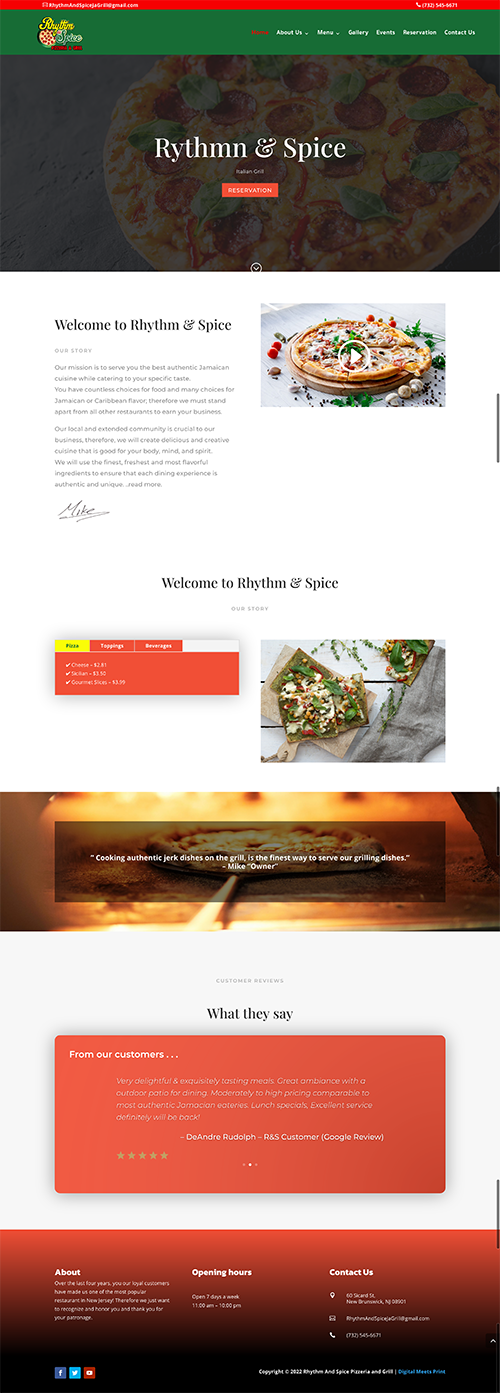 RhythmAndSpiceJaGrill@gmail.com (732) 545-6671
Rhythm
Spice
Home About Us Menu Gallery Events Reservation Contact Us
Rythmn & Spice
Italian Grill
RESERVATION
Welcome to Rhythm & Spice
OUR STORY
Our mission is to serve you the best authentic Jamaican
cuisine while catering to your specific taste.
You have countless choices for food and many choices for
Jamaican or Caribbean flavor; therefore we must stand
apart from all other restaurants to earn your business.
Our local and extended community is crucial to our
business, therefore, we will create delicious and creative
cuisine that is good for your body, mind, and spirit.
We will use the finest, freshest and most flavorful
ingredients to ensure that each dining experience is
authentic and unique. ..read more.
Mike
Welcome to Rhythm & Spice
OUR STORY
Pizza Toppings Beverages
✔ Cheese – $2.81
✔ Sicilian – $3.50
✔ Gourmet Slices – $3.99
" Cooking authentic jerk dishes on the grill, is the finest way to serve our grilling dishes."
– Mike "Owner"
CUSTOMER REVIEWS
What they say
From our customers . . .
Very delightful & exquisitely tasting meals. Great ambiance with a
outdoor patio for dining. Moderately to high pricing comparable to
most authentic Jamacian eateries. Lunch specials, Excellent service
definitely will be back!
– DeAndre Rudolph – R&S Customer (Google Review)
About
Over the last four years, you our loyal customers
have made us one of the most popular
restaurant in New Jersey! Therefore we just want
to recognize and honor you and thank you for
your patronage.
Opening hours
Open 7 days a week
11:00 am – 10:00 pm
Contact Us
60 Sicard St.
New Brunswick, NJ 08901
RhythmAndSpiceJaGrill@gmail.com
(732) 545-6671
Copyright © 2022 Rhythm And Spice Pizzeria and Grill | Digital Meets Print